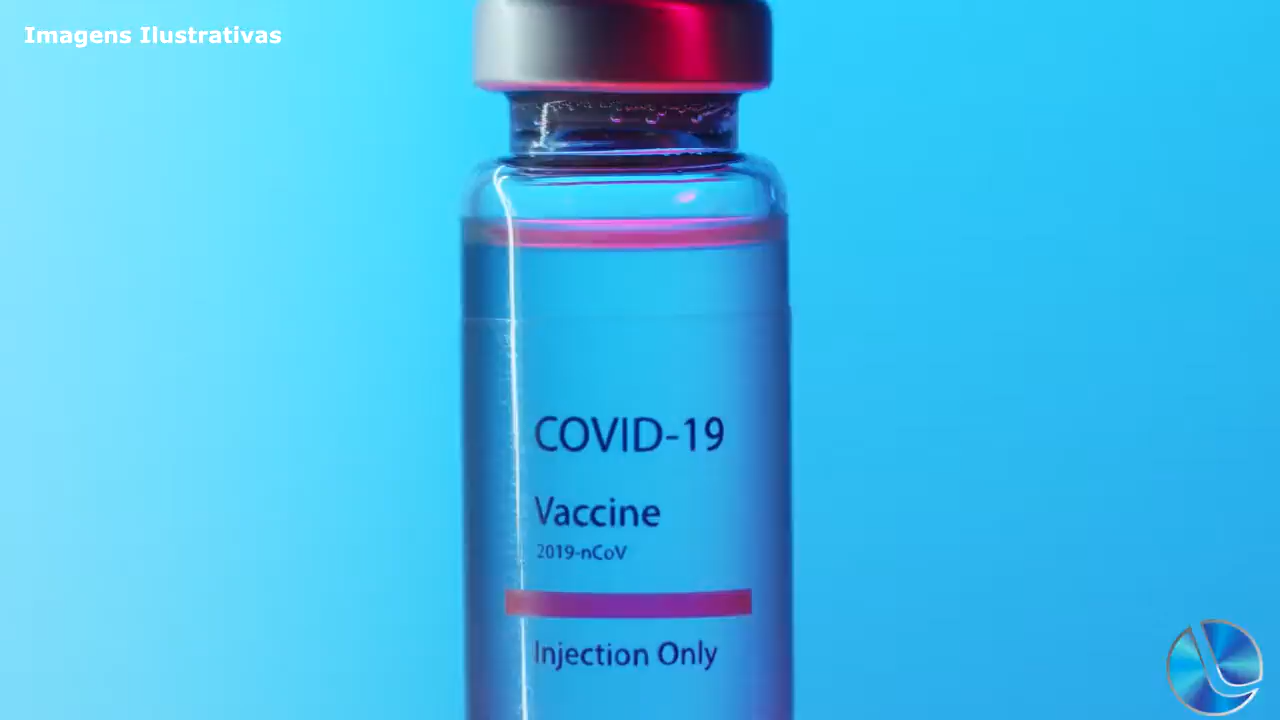 Imagens Ilustrativas
COVID-19
Vaccine
2019-nCoV
Injection Only